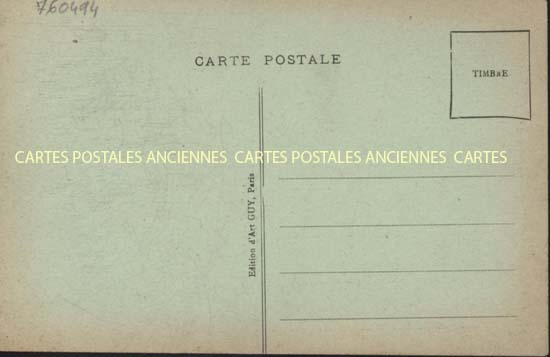 760494
CARTE POSTALE
TIMBRE
CARTES POSTALES ANCIENNES CARTES POSTALES ANCIENNES CARTES
Edition d'Art GUY, Paris